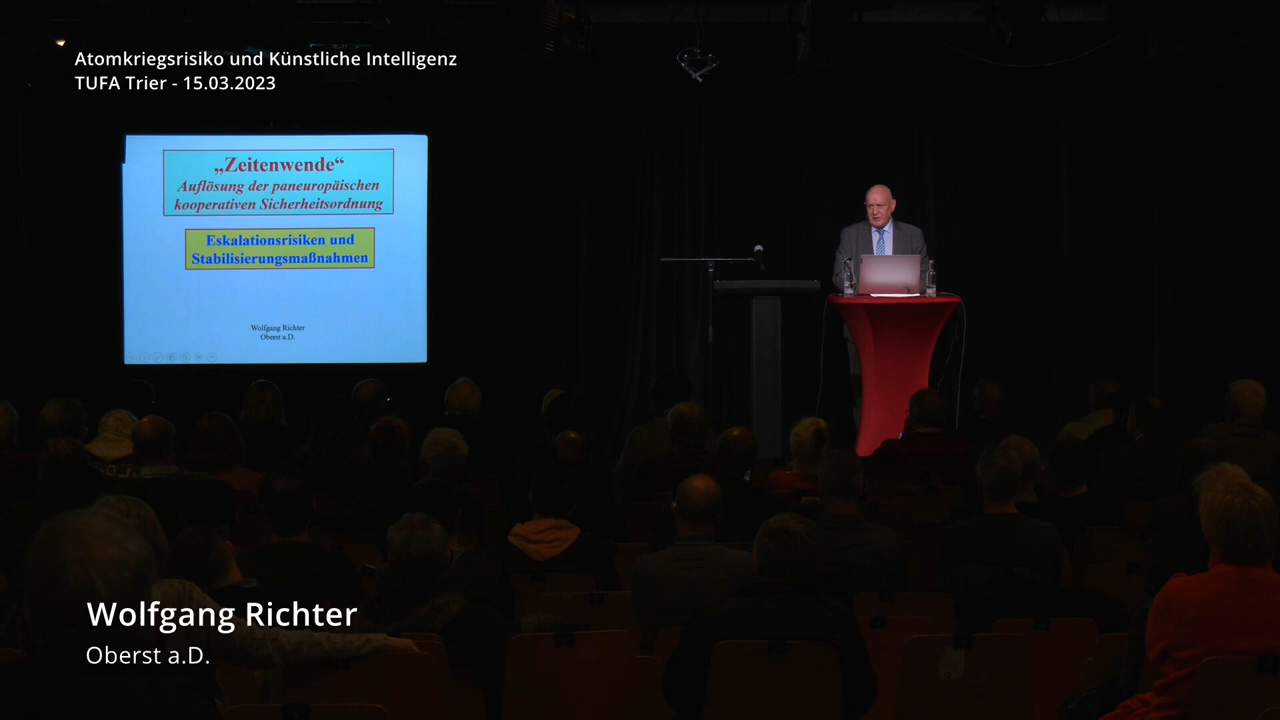 Atomkriegsrisiko und Künstliche Intelligenz
TUFA Trier - 15.03.2023
„Zeitenwende“
Auflösung der paneuropäischen
kooperativen Sicherheitsordnung
Eskalationsrisiken und
Stabilisierungsmaßnahmen
Wolfgang Richter
Oberst a.D.
Wolfgang Richter
Oberst a.D.